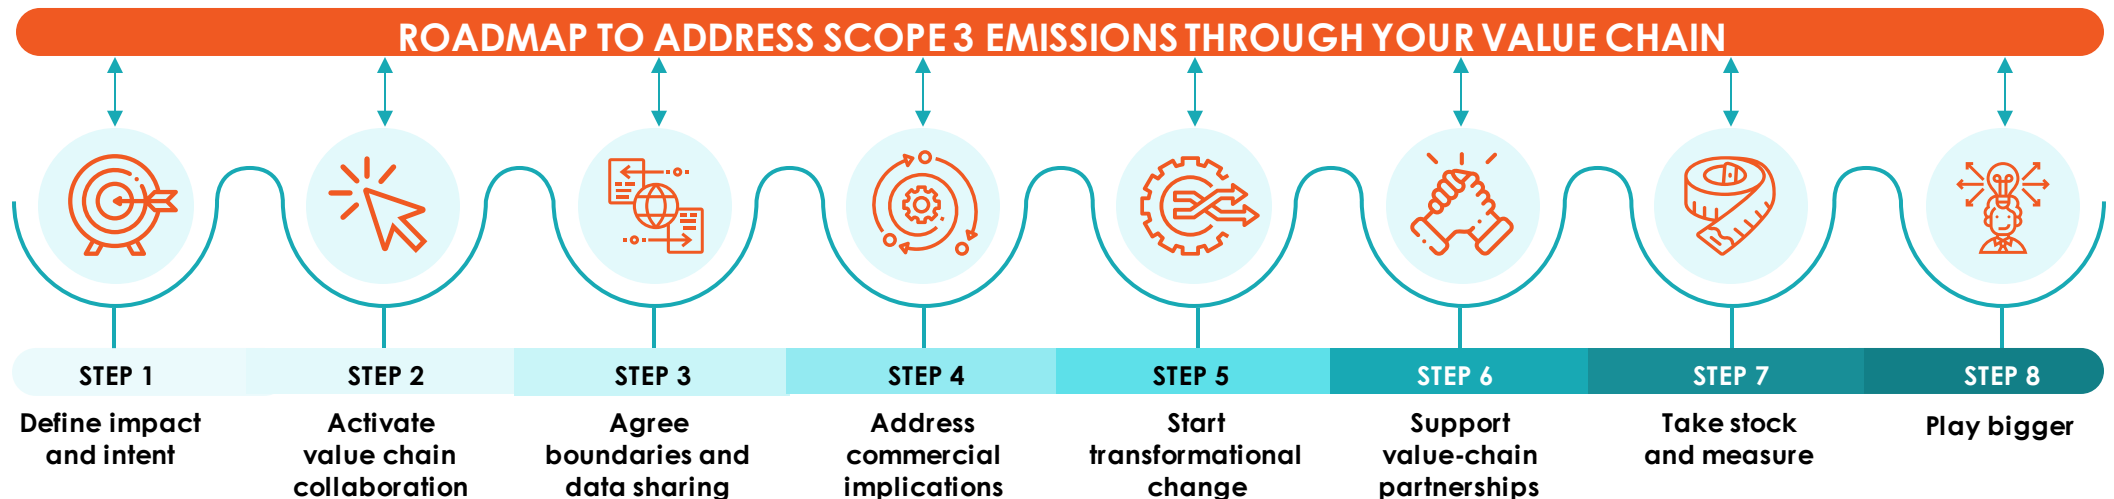 ROADMAP TO ADDRESS SCOPE 3 EMISSIONS THROUGH YOUR VALUE CHAIN
STEP 1
Define impact
and intent
STEP 2
Activate
value chain
collaboration
STEP 3
Agree
boundaries and
data sharing
STEP 4
Address
commercial
implications
STEP 5
Start
transformational
change
STEP 6
Support
value-chain
partnerships
STEP 7
Take stock
and measure
STEP 8
Play bigger